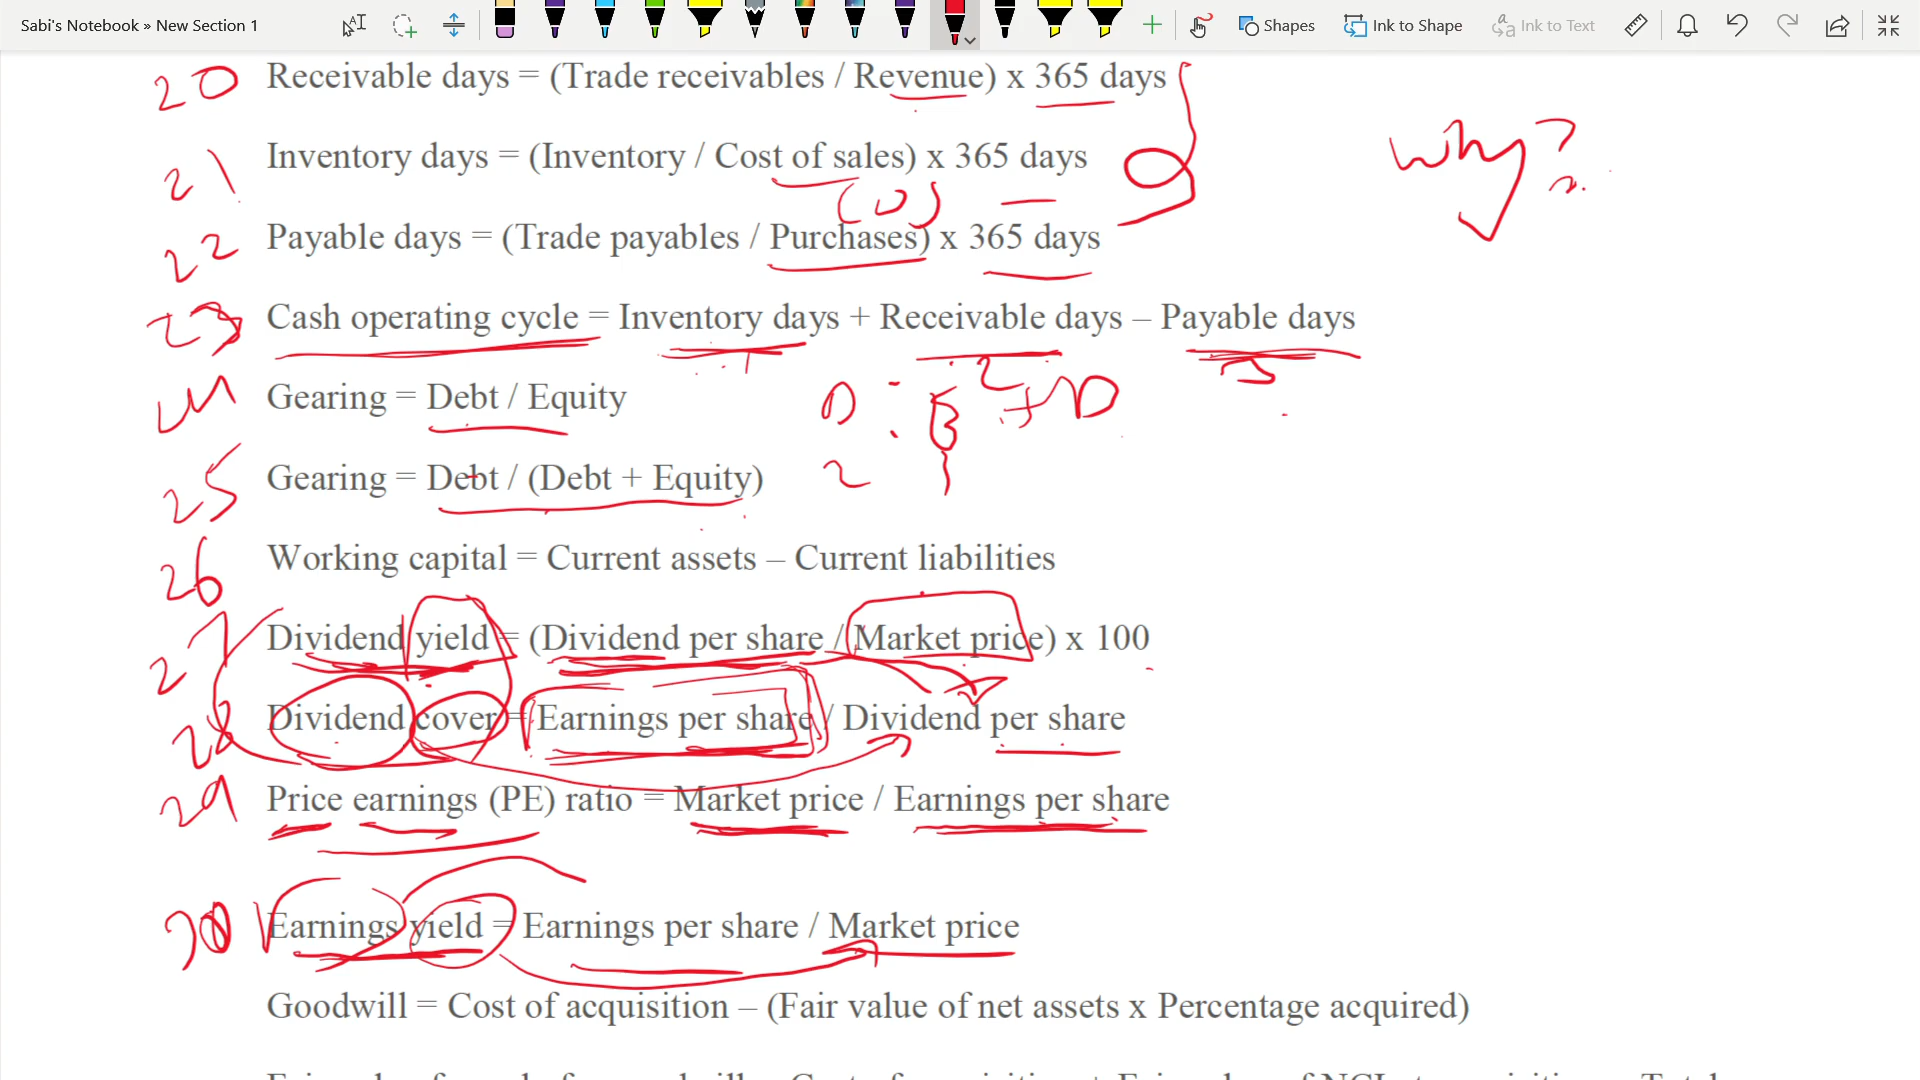 Sabi's Notebook » New Section 1
Shapes Ink to Shape Ink to Text
20 Receivable days = (Trade receivables / Revenue) x 365 days
why?
21 Inventory days = (Inventory / Cost of sales) x 365 days
22 Payable days = (Trade payables / Purchases) x 365 days
23 Cash operating cycle = Inventory days + Receivable days – Payable days
Gearing = Debt / Equity
25 Gearing = Debt / (Debt + Equity)
26 Working capital = Current assets – Current liabilities
27 Dividend yield = (Dividend per share / Market price) x 100
28 Dividend cover = Earnings per share / Dividend per share
29 Price earnings (PE) ratio = Market price / Earnings per share
30 Earnings yield = Earnings per share / Market price
Goodwill = Cost of acquisition – (Fair value of net assets x Percentage acquired)